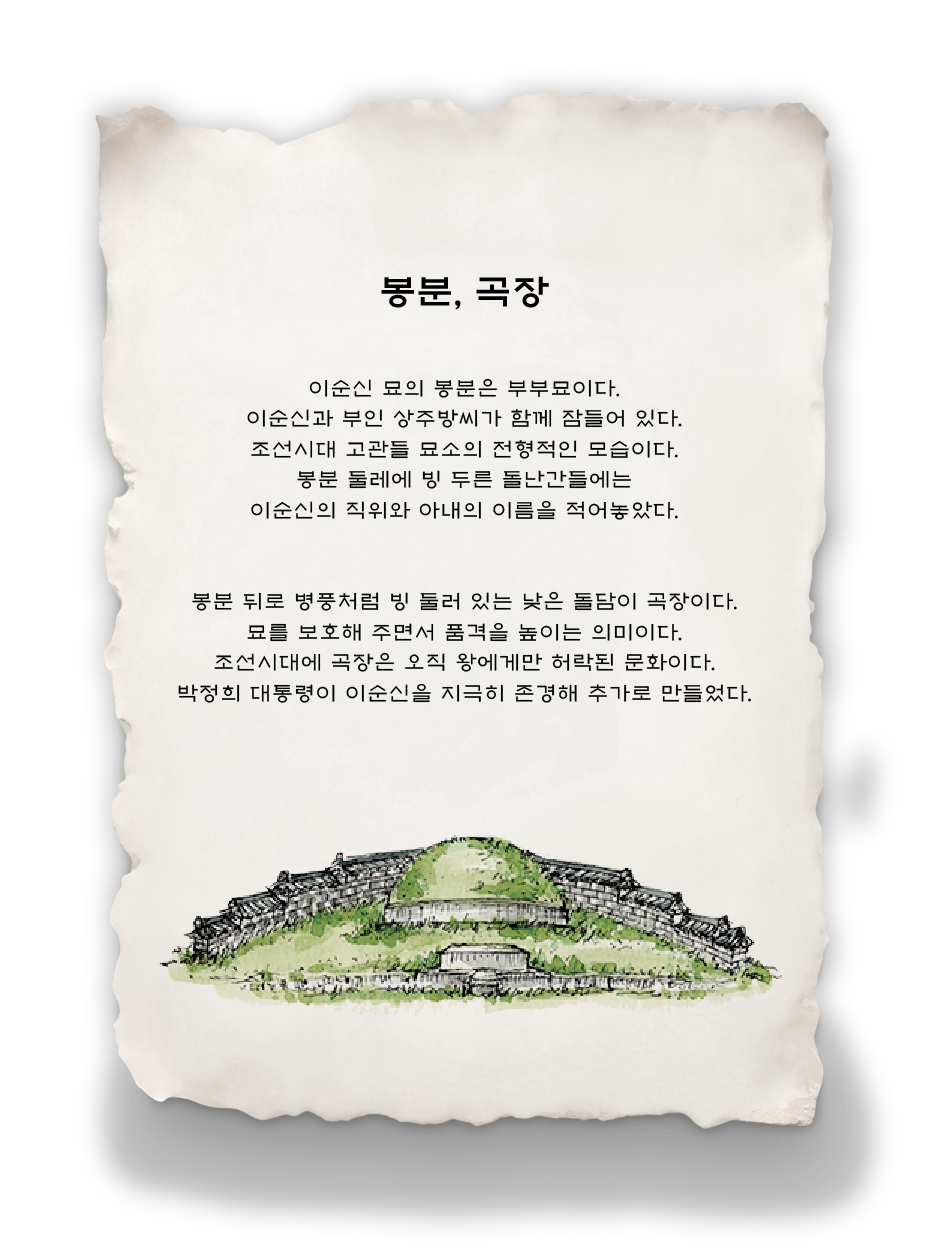 봉분, 곡장
이순신 묘의 봉분은 부부묘이다.
이순신과 부인 상주방씨가 함께 잠들어 있다.
조선시대 고관들 묘소의 전형적인 모습이다.
봉분 둘레에 빙 두른 돌난간들에는
이순신의 직위와 아내의 이름을 적어놓았다.
봉분 뒤로 병풍처럼 빙 둘러 있는 낮은 돌담이 곡장이다.
묘를 보호해 주면서 품격을 높이는 의미이다.
조선시대에 곡장은 오직 왕에게만 허락된 문화이다.
박정희 대통령이 이순신을 지극히 존경해 추가로 만들었다.